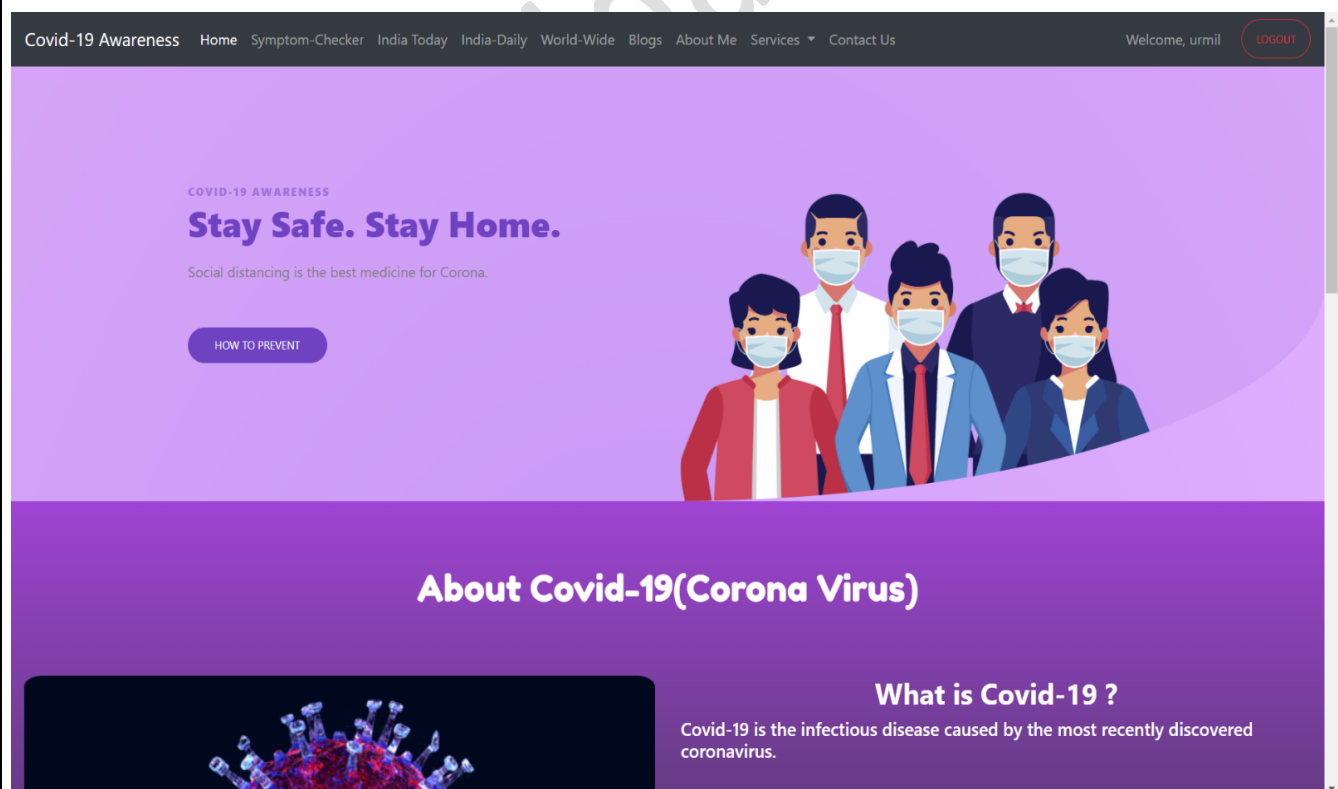 Covid-19 Awareness Home Symptom-Checker India Today India-Daily World-Wide Blogs About Me Services Contact Us Welcome, urmil LOGOUT
COVID-19 AWARENESS
Stay Safe. Stay Home.
Social distancing is the best medicine for Corona.
HOW TO PREVENT
About Covid-19(Corona Virus)
What is Covid-19 ?
Covid-19 is the infectious disease caused by the most recently discovered
coronavirus.